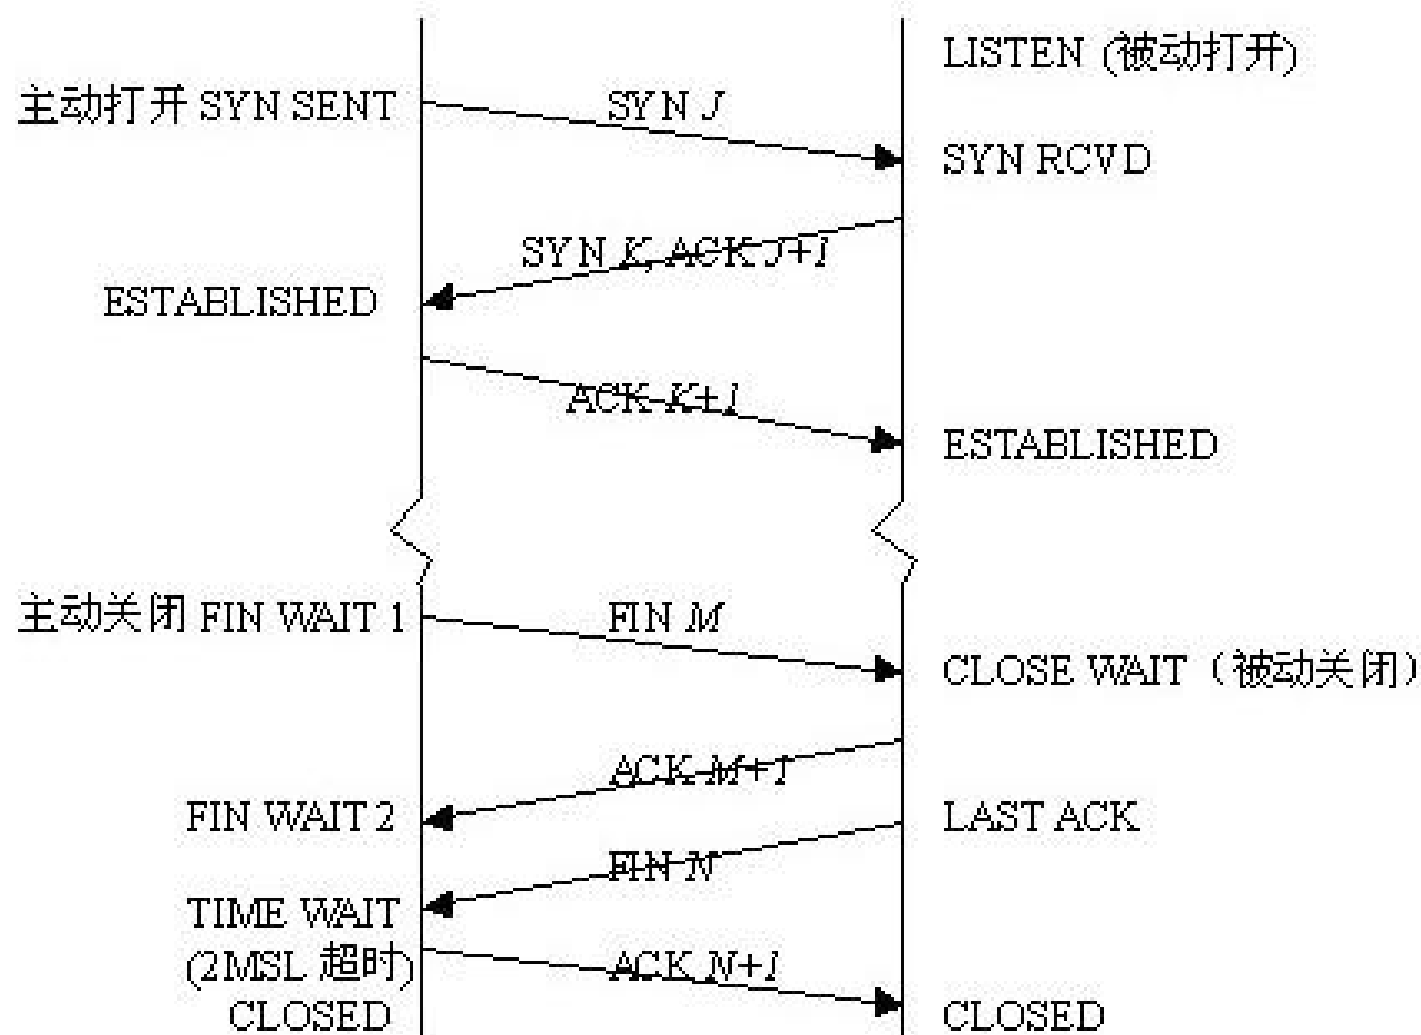 LISTEN (被动打开)
主动打开 SYN SENT
SYN J
SYN RCVD
SYN K, ACK J+1
ESTABLISHED
ACK K+1
ESTABLISHED
主动关闭 FIN WAIT 1
FIN M
CLOSE WAIT（被动关闭）
ACK M+1
FIN WAIT 2
LAST ACK
FIN N
TIME WAIT
(2MSL 超时)
ACK N+1
CLOSED
CLOSED